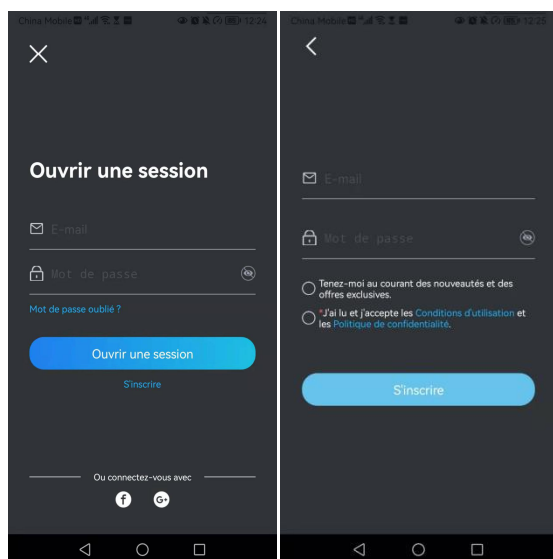 China Mobile
12:24
Ouvrir une session
E-mail
Mot de passe
Mot de passe oublié ?
Ouvrir une session
S'inscrire
Ou connectez-vous avec
China Mobile
12:25
E-mail
Mot de passe
Tenez-moi au courant des nouveautés et des
offres exclusives.
*J'ai lu et j'accepte les Conditions d'utilisation et
les Politique de confidentialité.
S'inscrire